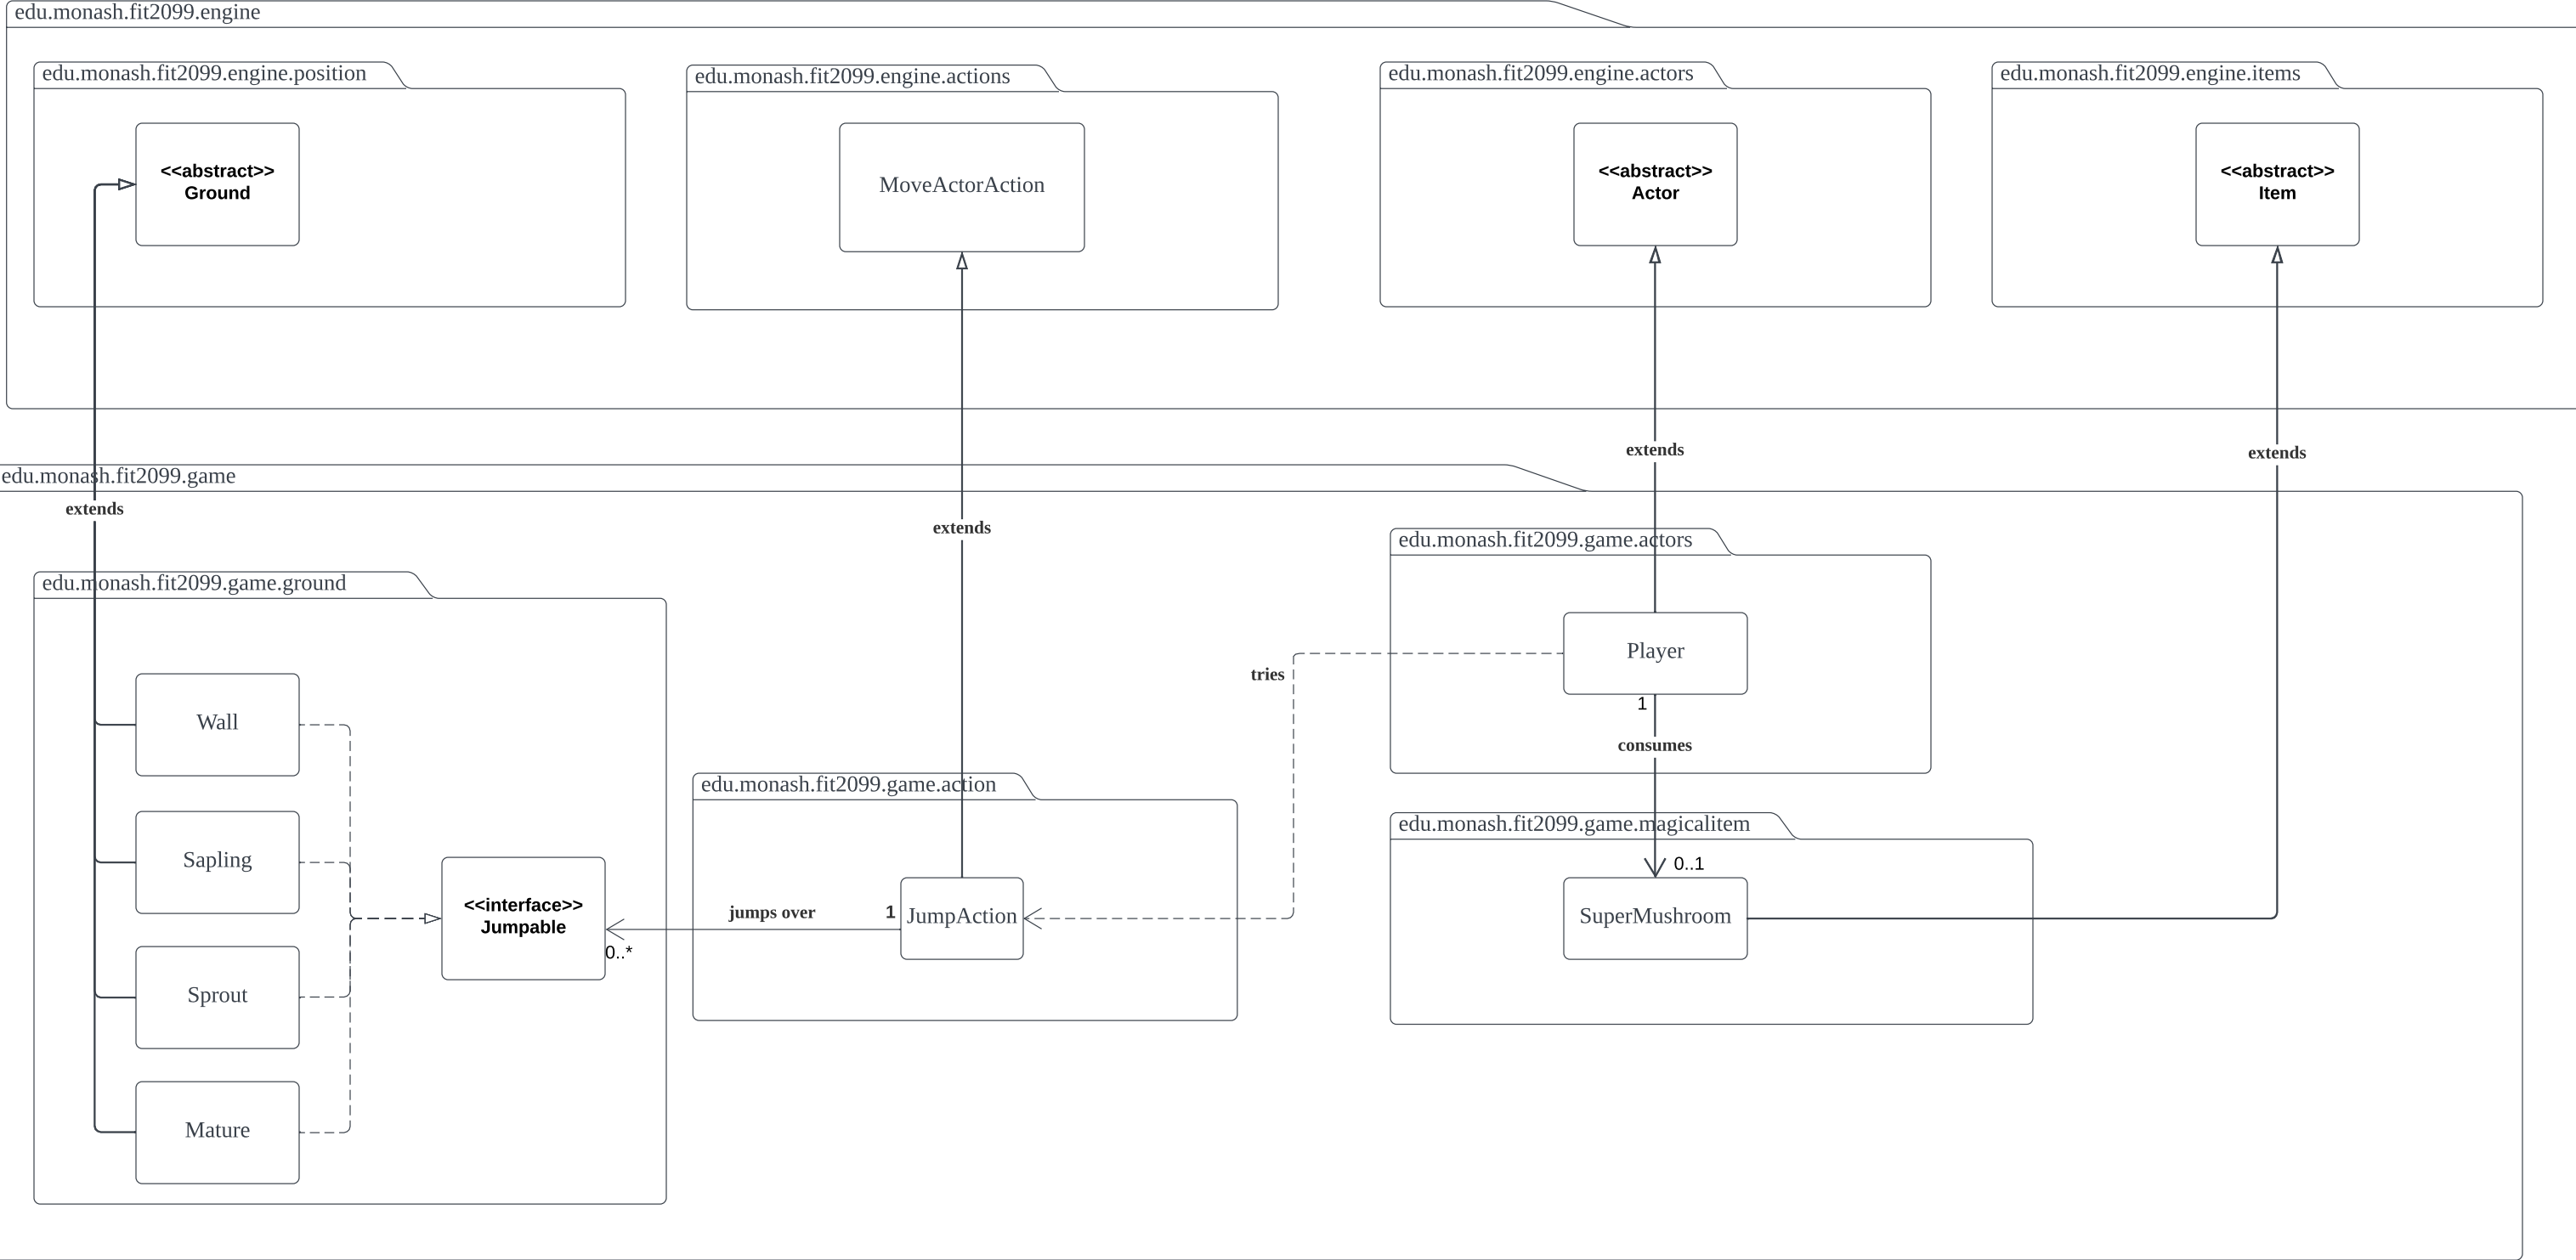 edu.monash.fit2099.engine
edu.monash.fit2099.engine.position
edu.monash.fit2099.engine.actions
edu.monash.fit2099.engine.actors
edu.monash.fit2099.engine.items
<<abstract>>
Ground
MoveActorAction
<<abstract>>
Actor
<<abstract>>
Item
extends
extends
edu.monash.fit2099.game
extends
extends
edu.monash.fit2099.game.actors
edu.monash.fit2099.game.ground
Player
tries
1
Wall
consumes
edu.monash.fit2099.game.action
edu.monash.fit2099.game.magicalitem
Sapling
0..1
<<interface>>
Jumpable
jumps over
1
JumpAction
SuperMushroom
0..*
Sprout
Mature